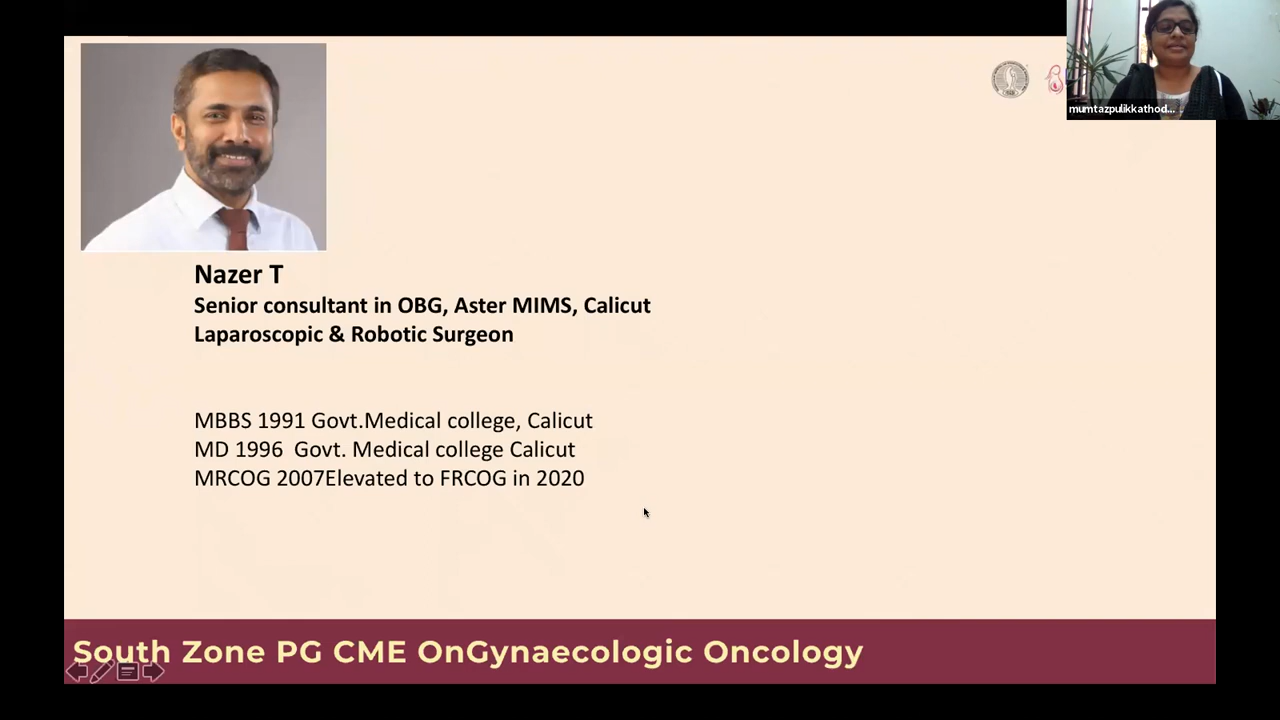 mumtazpulikkathod...
Nazer T
Senior consultant in OBG, Aster MIMS, Calicut
Laparoscopic & Robotic Surgeon
MBBS 1991 Govt.Medical college, Calicut
MD 1996  Govt. Medical college Calicut
MRCOG 2007Elevated to FRCOG in 2020
South Zone PG CME OnGynaecologic Oncology